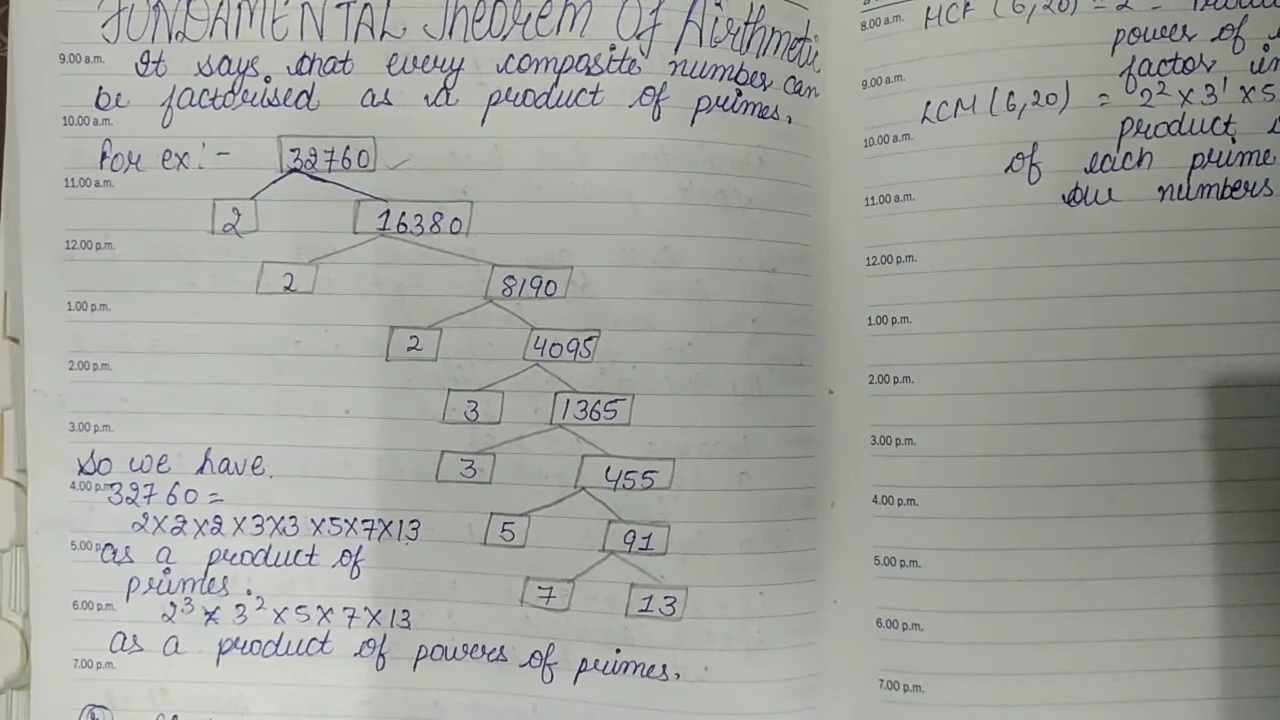 FUNDAMENTAL Theorem Of Airthmetic
9.00 a.m. It says that every composite number can
be factorised as a product of primes.
10.00 a.m.
For ex:- 32760
11.00 a.m.
2 16380
12.00 p.m.
2 8190
1.00 p.m.
2 4095
2.00 p.m.
3 1365
3.00 p.m.
So we have. 3 455
4.00 p.m. 32760 =
2×2×2×3×3×5×7×13 5 91
5.00 p. as a product of
primes. 7 13
6.00 p.m. 2³ × 3² × 5 × 7 × 13
as a product of powers of primes.
7.00 p.m.
8.00 a.m. HCF (6,20) = 2
power of
9.00 a.m. factor in
LCM (6,20) = 2² × 3¹ × 5
10.00 a.m. product
of each prime
11.00 a.m. numbers
12.00 p.m.
1.00 p.m.
2.00 p.m.
3.00 p.m.
4.00 p.m.
5.00 p.m.
6.00 p.m.
7.00 p.m.